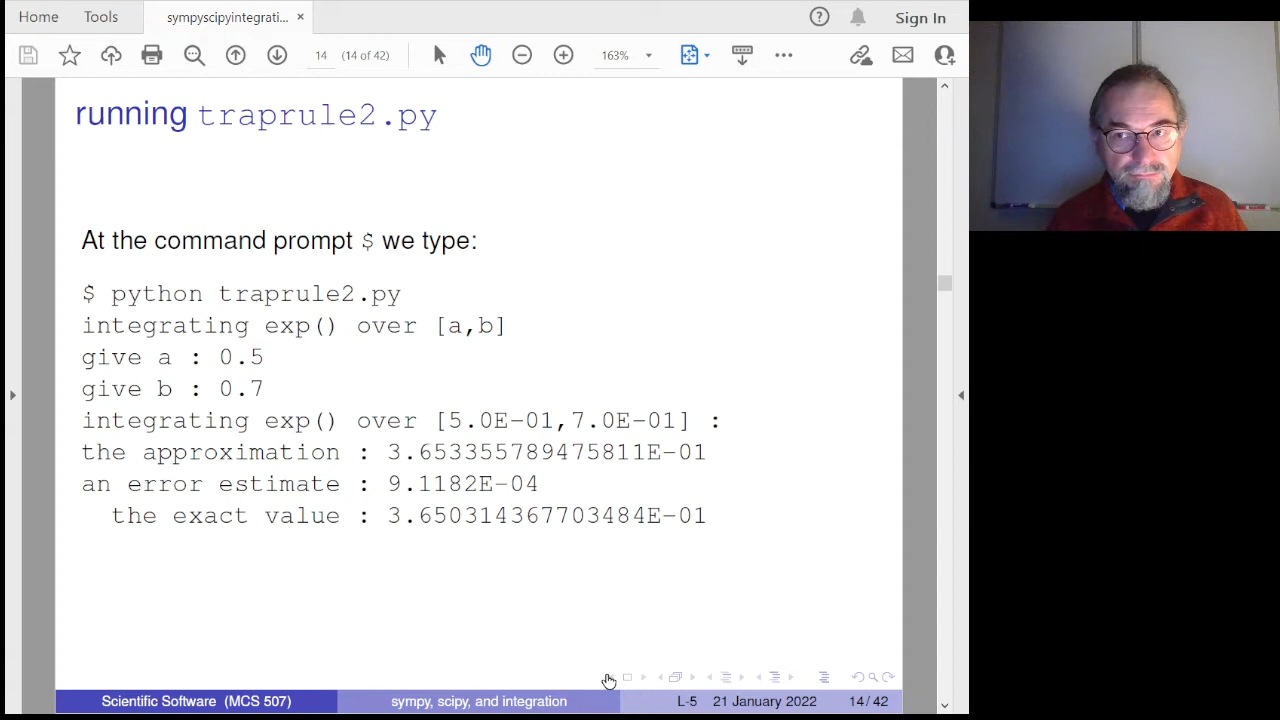 Home Tools sympyscipyintegrati... × Sign In
14 (14 of 42) 163%
running traprule2.py
At the command prompt $ we type:
$ python traprule2.py
integrating exp() over [a,b]
give a : 0.5
give b : 0.7
integrating exp() over [5.0E-01,7.0E-01] :
the approximation : 3.653355789475811E-01
an error estimate : 9.1182E-04
the exact value : 3.650314367703484E-01
Scientific Software (MCS 507) sympy, scipy, and integration L-5 21 January 2022 14 / 42